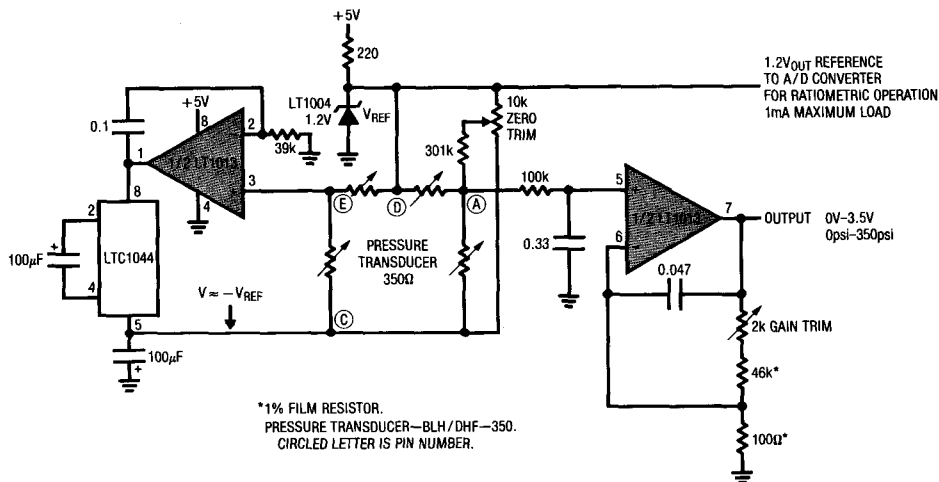 +5V
220
LT1004
1.2V
VREF
10k
ZERO
TRIM
1.2VOUT REFERENCE
TO A/D CONVERTER
FOR RATIOMETRIC OPERATION
1mA MAXIMUM LOAD
0.1
+5V
8
2
39k
1
1/2 LT1013
3
4
301k
E
D
A
100k
5
1/2 LT1013
7
6
OUTPUT
0V-3.5V
0psi-350psi
0.33
0.047
8
2
100µF
+
LTC1044
4
5
PRESSURE
TRANSDUCER
350Ω
V ≈ -VREF
C
2k GAIN TRIM
46k*
100Ω*
100µF
+
*1% FILM RESISTOR.
PRESSURE TRANSDUCER–BLH/DHF–350.
CIRCLED LETTER IS PIN NUMBER.